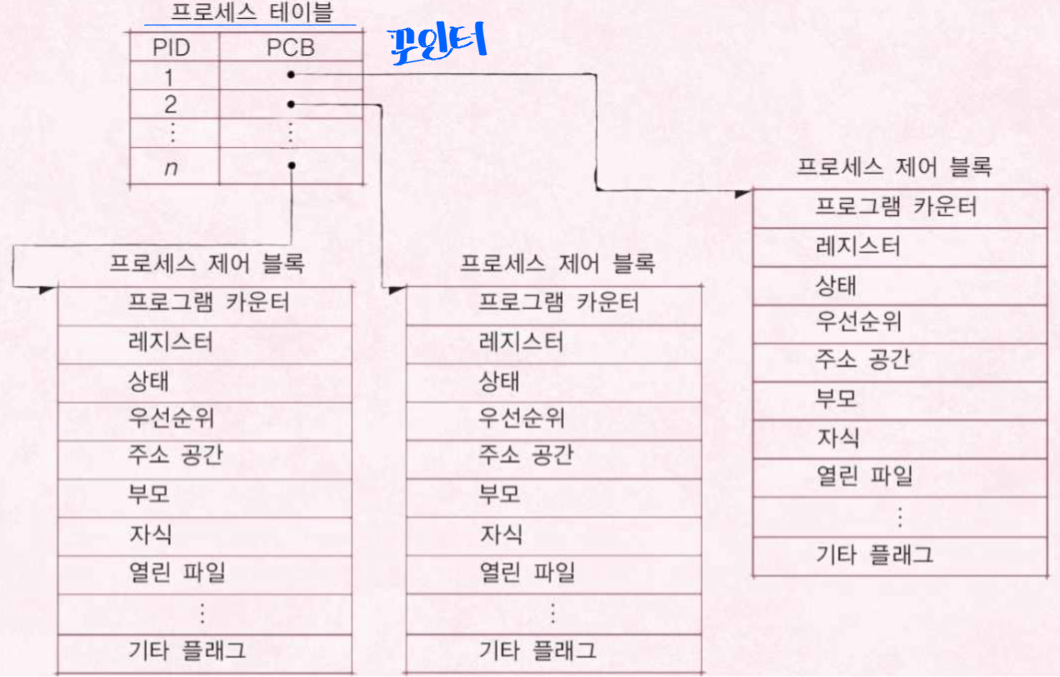 프로세스 테이블
PID PCB
포인터
1
2
⋮ ⋮
n
프로세스 제어 블록
프로그램 카운터
레지스터
상태
우선순위
주소 공간
부모
자식
열린 파일
⋮
기타 플래그
프로세스 제어 블록
프로그램 카운터
레지스터
상태
우선순위
주소 공간
부모
자식
열린 파일
⋮
기타 플래그
프로세스 제어 블록
프로그램 카운터
레지스터
상태
우선순위
주소 공간
부모
자식
열린 파일
⋮
기타 플래그